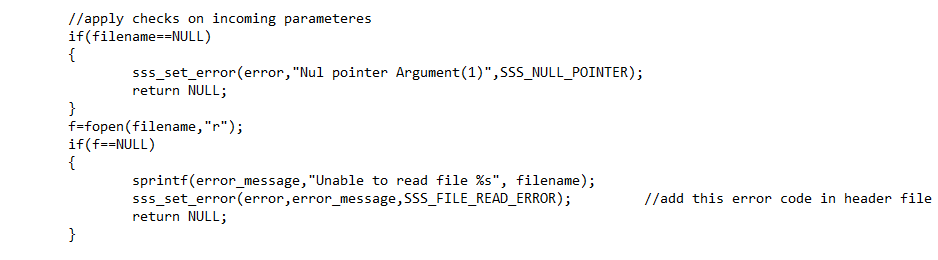 //apply checks on incoming parameteres
if(filename==NULL)
{
sss_set_error(error,"Nul pointer Argument(1)",SSS_NULL_POINTER);
return NULL;
}
f=fopen(filename,"r");
if(f==NULL)
{
sprintf(error_message,"Unable to read file %s", filename);
sss_set_error(error,error_message,SSS_FILE_READ_ERROR); //add this error code in header file
return NULL;
}